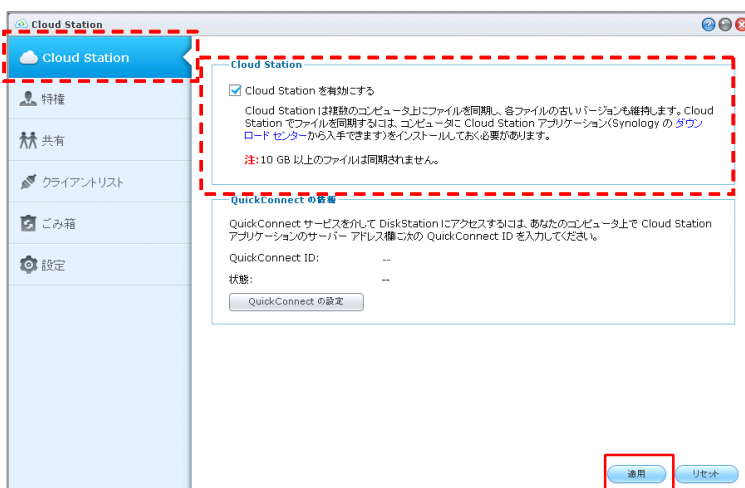 Cloud Station
Cloud Station
特権
共有
クライアントリスト
ごみ箱
設定
Cloud Station
Cloud Station を有効にする
Cloud Station は複数のコンピュータ上にファイルを同期し、各ファイルの古いバージョンも維持します。Cloud
Station でファイルを同期するには、コンピュータに Cloud Station アプリケーション(Synology の ダウン
ロード センターから入手できます)をインストールしておく必要があります。
注:10 GB 以上のファイルは同期されません。
QuickConnect の情報
QuickConnect サービスを介して DiskStation にアクセスするには、あなたのコンピュータ上で Cloud Station
アプリケーションのサーバー アドレス欄に次の QuickConnect ID を入力してください。
QuickConnect ID: --
状態: --
QuickConnect の設定
適用 リセット